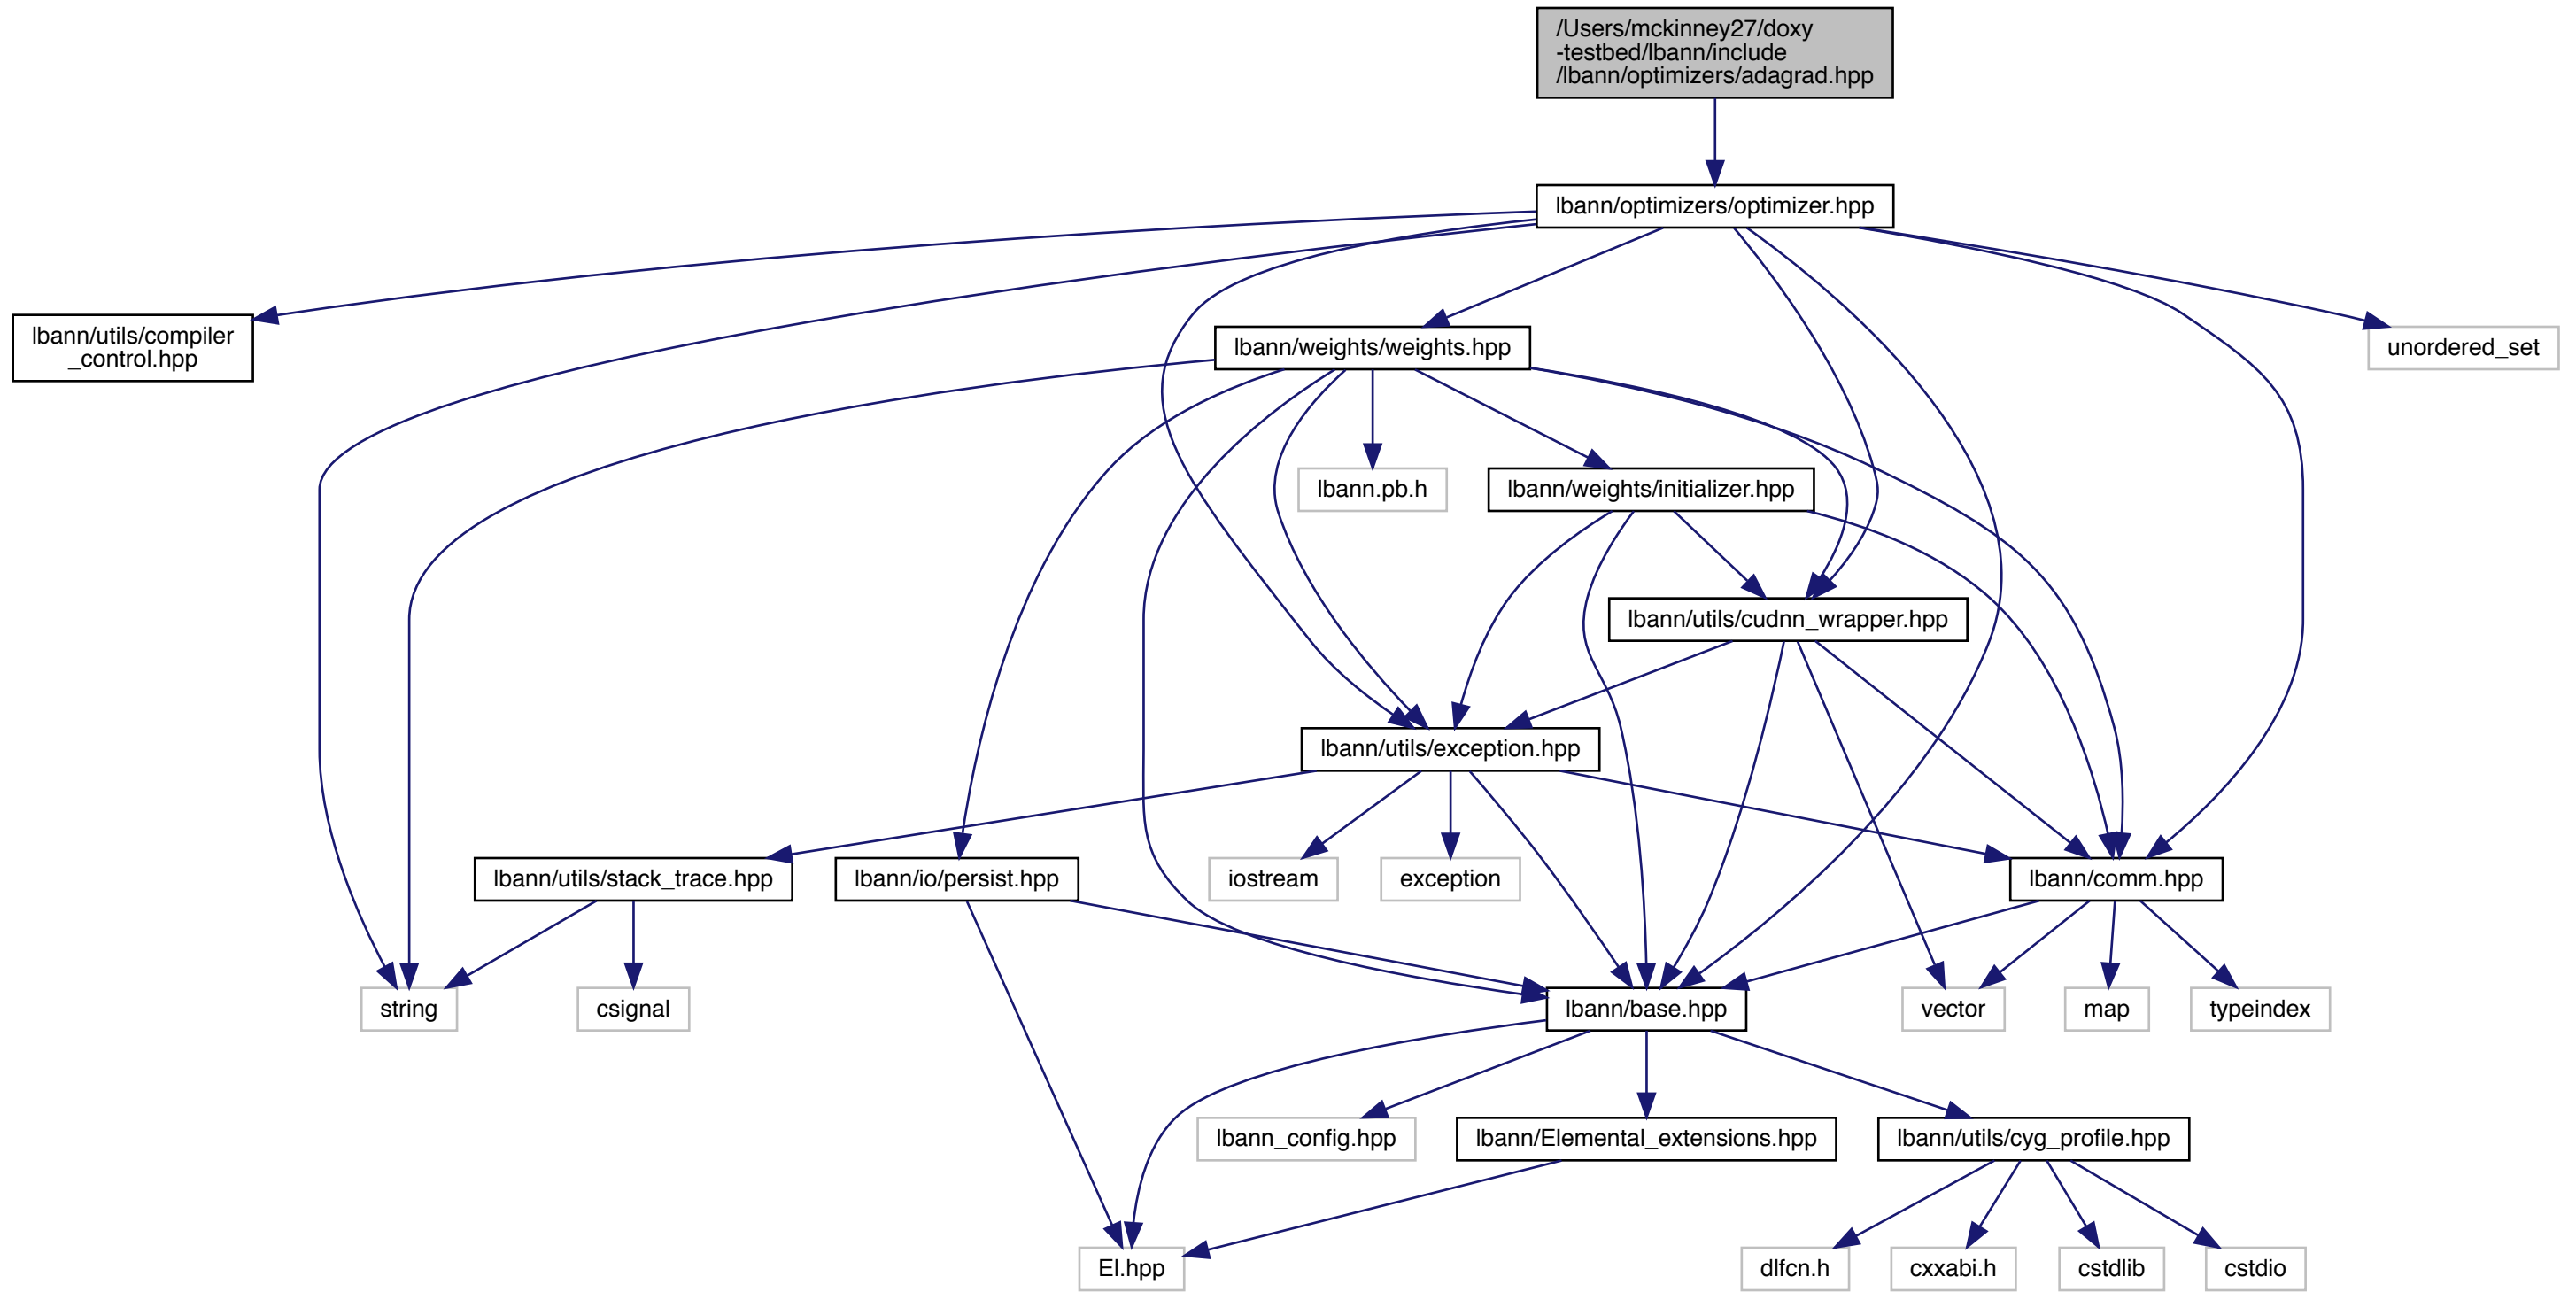 /Users/mckinney27/doxy
-testbed/lbann/include
/lbann/optimizers/adagrad.hpp
lbann/optimizers/optimizer.hpp
lbann/utils/compiler
_control.hpp
lbann/weights/weights.hpp
unordered_set
lbann.pb.h
lbann/weights/initializer.hpp
lbann/utils/cudnn_wrapper.hpp
lbann/utils/exception.hpp
lbann/utils/stack_trace.hpp
lbann/io/persist.hpp
iostream
exception
lbann/comm.hpp
string
csignal
lbann/base.hpp
vector
map
typeindex
lbann_config.hpp
lbann/Elemental_extensions.hpp
lbann/utils/cyg_profile.hpp
El.hpp
dlfcn.h
cxxabi.h
cstdlib
cstdio